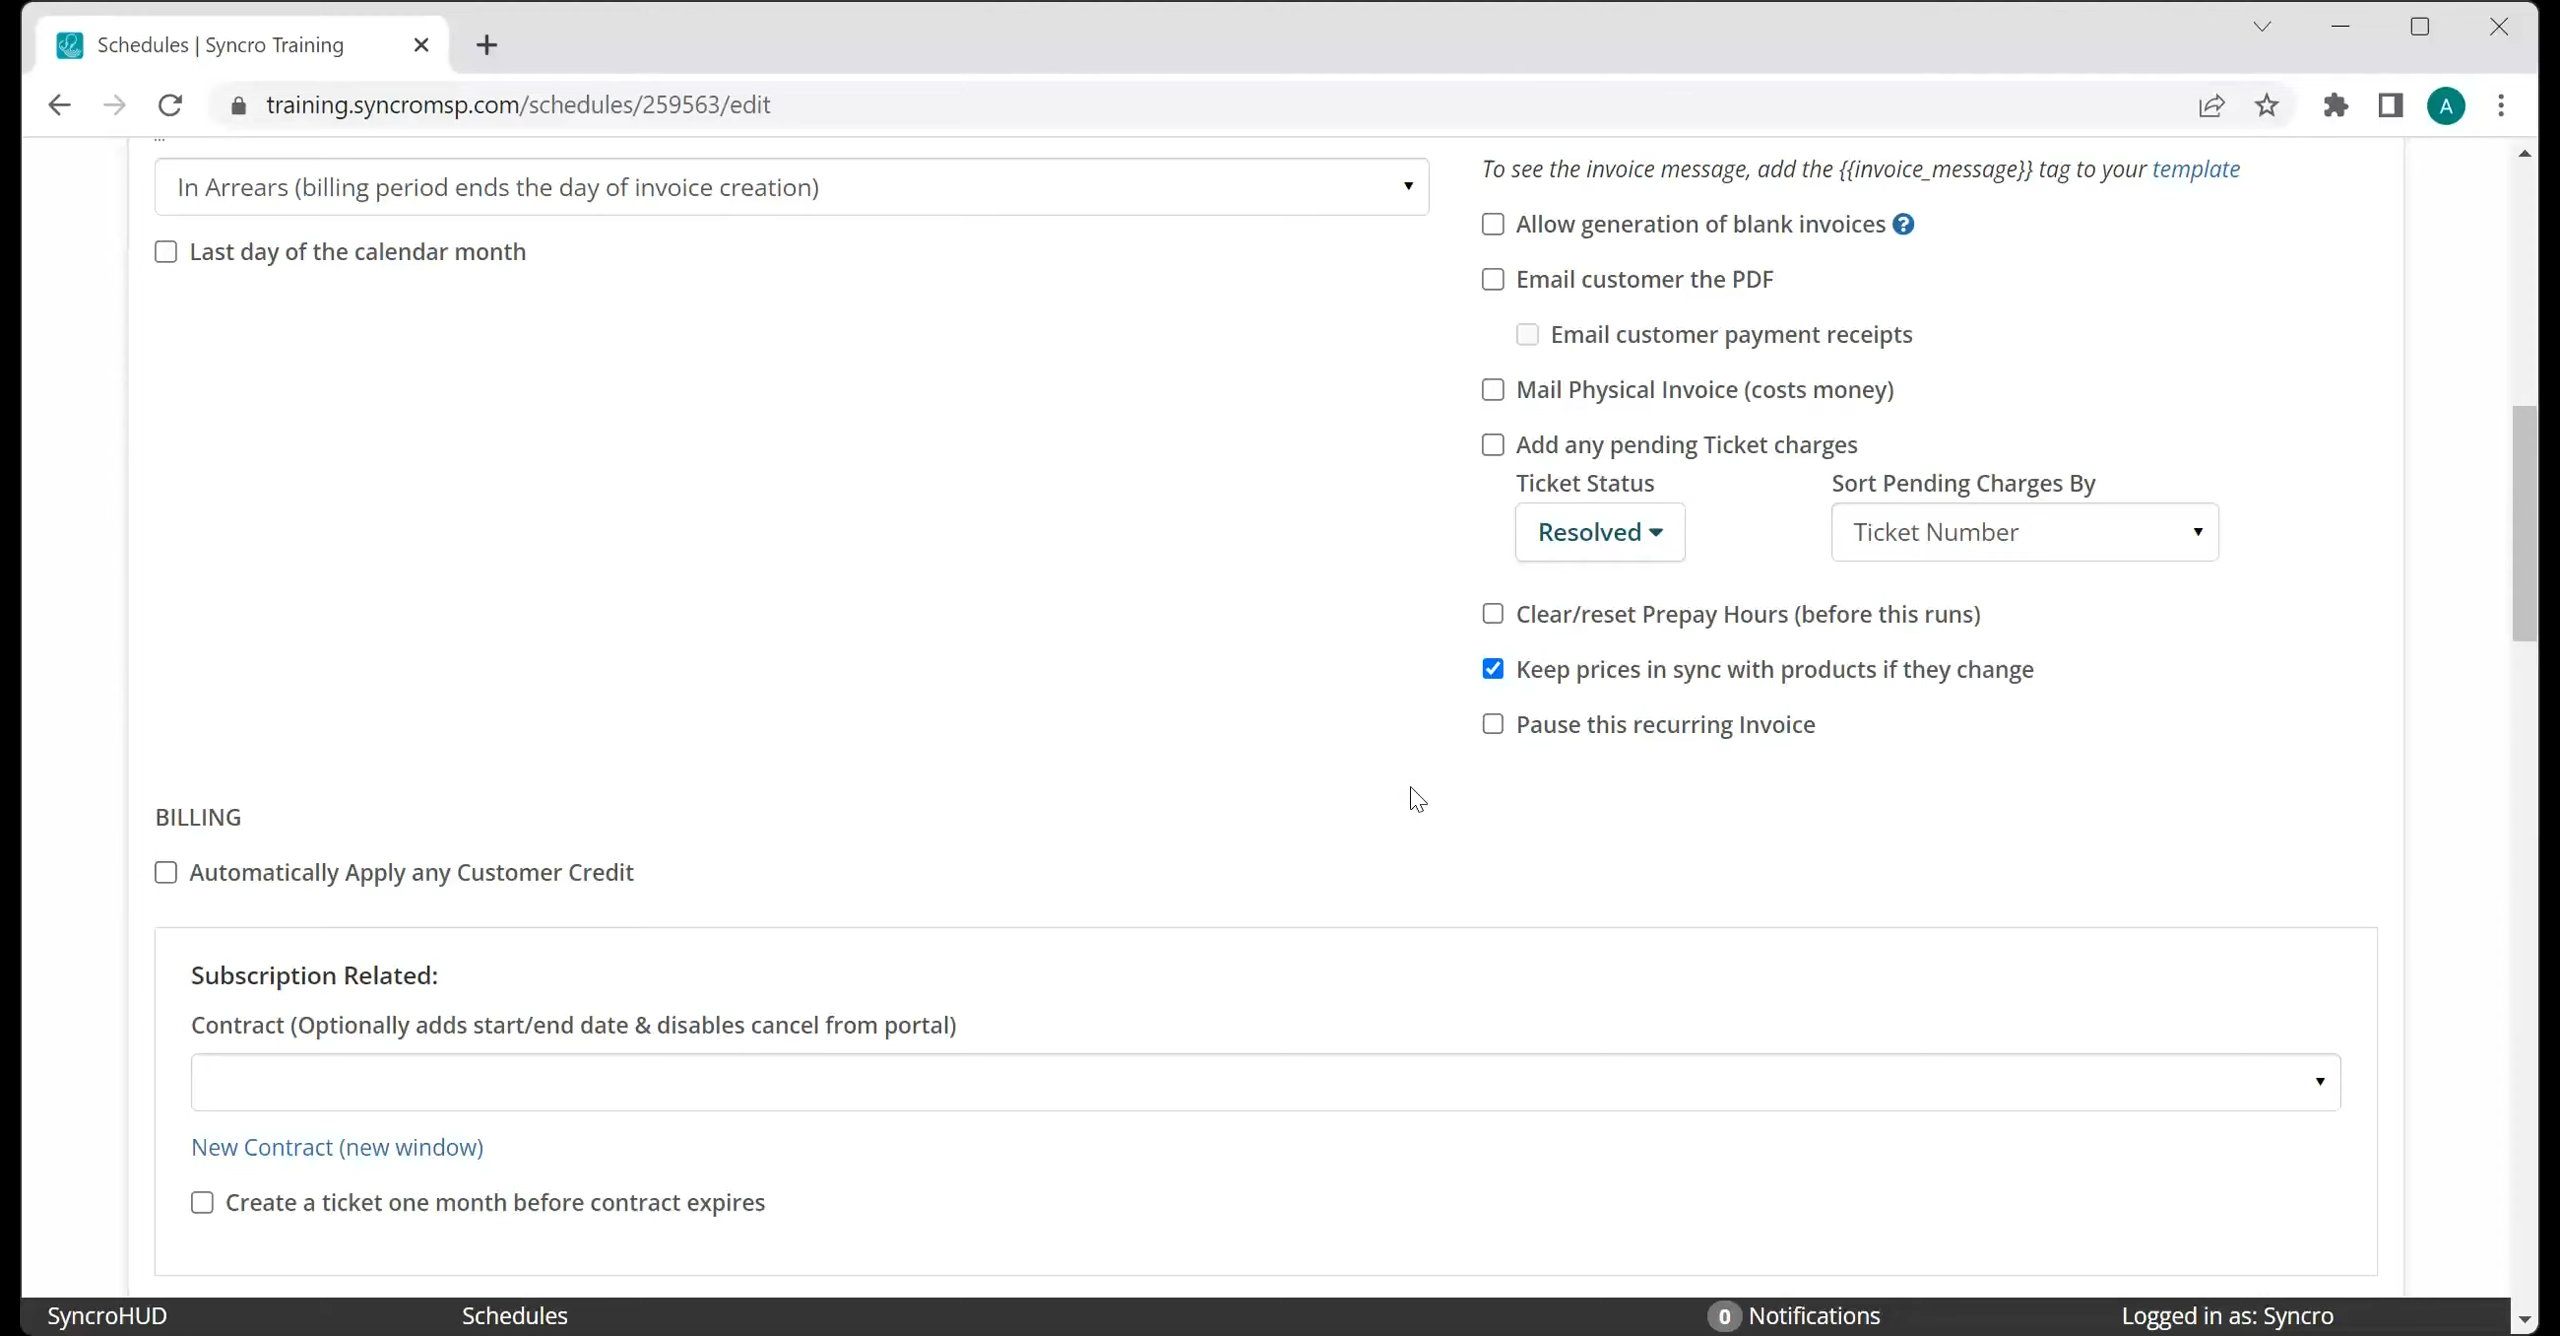 Schedules | Syncro Training
training.syncromsp.com/schedules/259563/edit
A
...
In Arrears (billing period ends the day of invoice creation)
Last day of the calendar month
To see the invoice message, add the {{invoice_message}} tag to your template
Allow generation of blank invoices ?
Email customer the PDF
Email customer payment receipts
Mail Physical Invoice (costs money)
Add any pending Ticket charges
Ticket Status Sort Pending Charges By
Resolved Ticket Number
Clear/reset Prepay Hours (before this runs)
Keep prices in sync with products if they change
Pause this recurring Invoice
BILLING
Automatically Apply any Customer Credit
Subscription Related:
Contract (Optionally adds start/end date & disables cancel from portal)
New Contract (new window)
Create a ticket one month before contract expires
SyncroHUD Schedules 0 Notifications Logged in as: Syncro